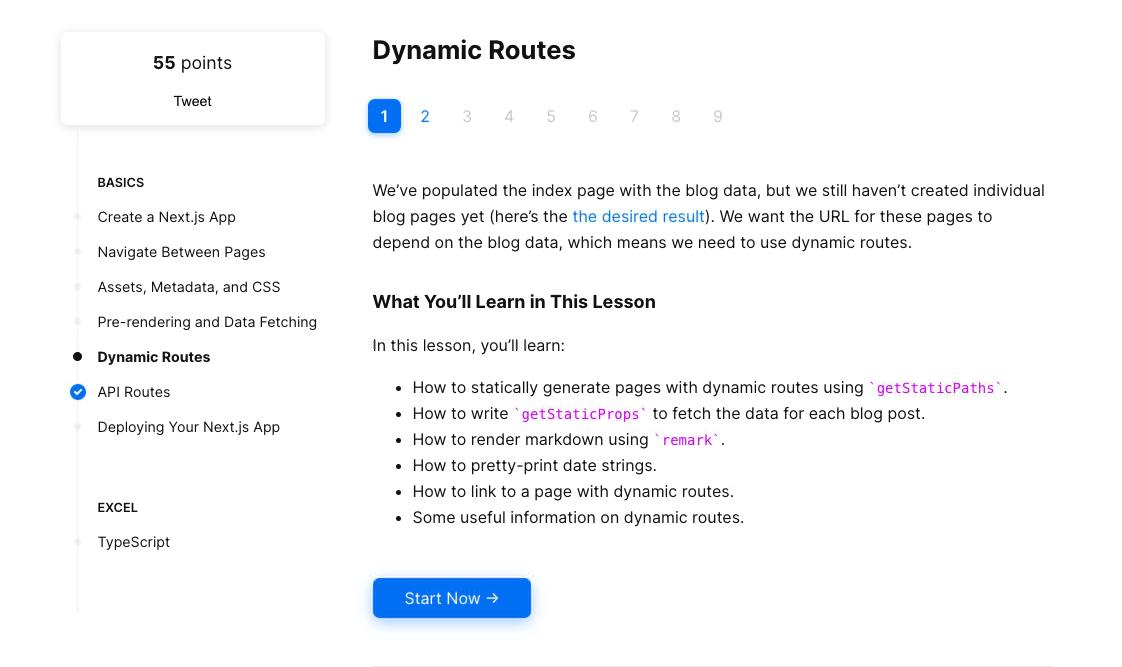 55 points
Tweet
BASICS
Create a Next.js App
Navigate Between Pages
Assets, Metadata, and CSS
Pre-rendering and Data Fetching
Dynamic Routes
API Routes
Deploying Your Next.js App
EXCEL
TypeScript
Dynamic Routes
1 2 3 4 5 6 7 8 9
We’ve populated the index page with the blog data, but we still haven’t created individual
blog pages yet (here’s the the desired result). We want the URL for these pages to
depend on the blog data, which means we need to use dynamic routes.
What You’ll Learn in This Lesson
In this lesson, you’ll learn:
• How to statically generate pages with dynamic routes using `getStaticPaths`.
• How to write `getStaticProps` to fetch the data for each blog post.
• How to render markdown using `remark`.
• How to pretty-print date strings.
• How to link to a page with dynamic routes.
• Some useful information on dynamic routes.
Start Now →